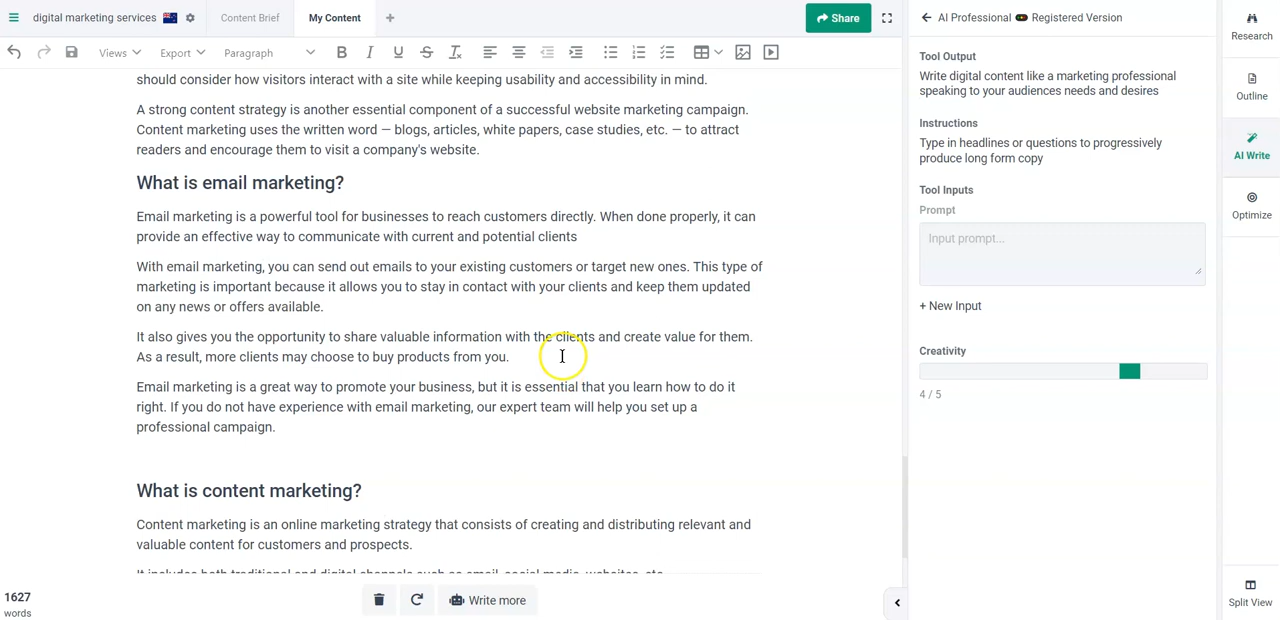 digital marketing services
Content Brief
My Content
Share
AI Professional
Registered Version
Research
Views
Export
Paragraph
Tool Output
Write digital content like a marketing professional
speaking to your audiences needs and desires
Outline
should consider how visitors interact with a site while keeping usability and accessibility in mind.
A strong content strategy is another essential component of a successful website marketing campaign.
Content marketing uses the written word — blogs, articles, white papers, case studies, etc. — to attract
readers and encourage them to visit a company's website.
Instructions
Type in headlines or questions to progressively
produce long form copy
AI Write
What is email marketing?
Tool Inputs
Prompt
Input prompt...
Optimize
Email marketing is a powerful tool for businesses to reach customers directly. When done properly, it can
provide an effective way to communicate with current and potential clients
With email marketing, you can send out emails to your existing customers or target new ones. This type of
marketing is important because it allows you to stay in contact with your clients and keep them updated
on any news or offers available.
+ New Input
It also gives you the opportunity to share valuable information with the clients and create value for them.
As a result, more clients may choose to buy products from you.
Creativity
4 / 5
Email marketing is a great way to promote your business, but it is essential that you learn how to do it
right. If you do not have experience with email marketing, our expert team will help you set up a
professional campaign.
What is content marketing?
Content marketing is an online marketing strategy that consists of creating and distributing relevant and
valuable content for customers and prospects.
It includes both traditional and digital channels such as email, social media, websites, etc.
1627
words
Write more
Split View